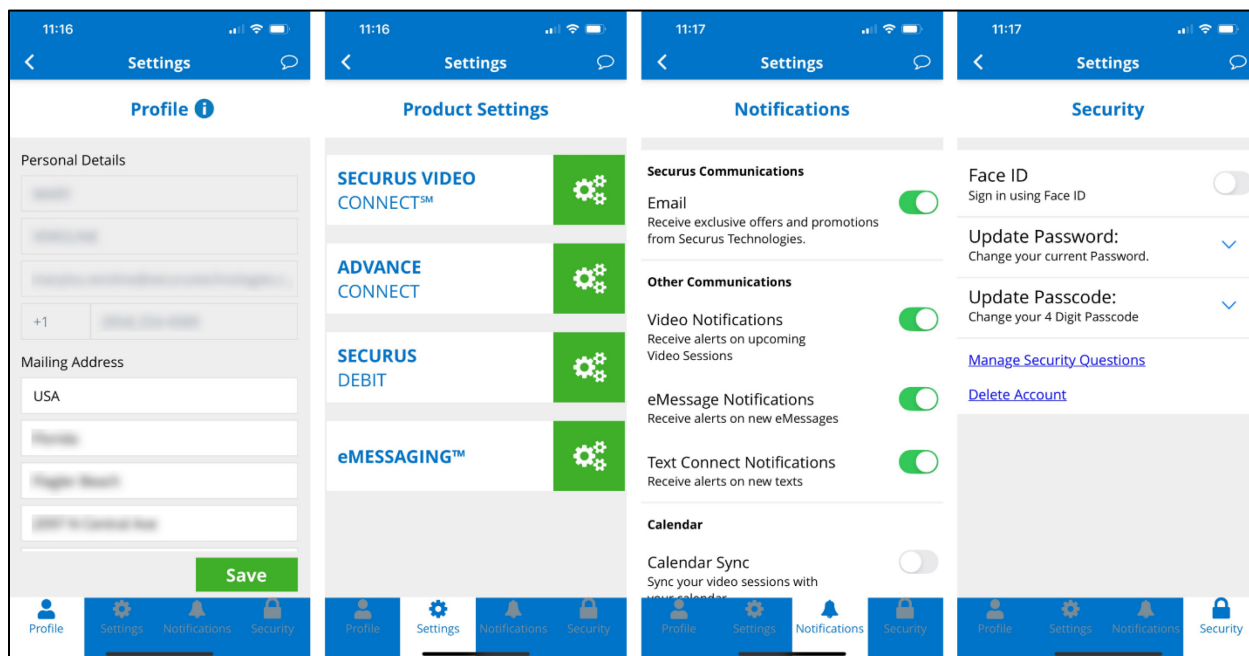 11:16
Settings
Profile
Personal Details
+1
Mailing Address
USA
Save
Profile
Settings
Notifications
Security
11:16
Settings
Product Settings
SECURUS VIDEO
CONNECT℠
ADVANCE
CONNECT
SECURUS
DEBIT
eMESSAGING™
Profile
Settings
Notifications
Security
11:17
Settings
Notifications
Securus Communications
Email
Receive exclusive offers and promotions
from Securus Technologies.
Other Communications
Video Notifications
Receive alerts on upcoming
Video Sessions
eMessage Notifications
Receive alerts on new eMessages
Text Connect Notifications
Receive alerts on new texts
Calendar
Calendar Sync
Sync your video sessions with
your calendar
Profile
Settings
Notifications
Security
11:17
Settings
Security
Face ID
Sign in using Face ID
Update Password:
Change your current Password.
Update Passcode:
Change your 4 Digit Passcode
Manage Security Questions
Delete Account
Profile
Settings
Notifications
Security